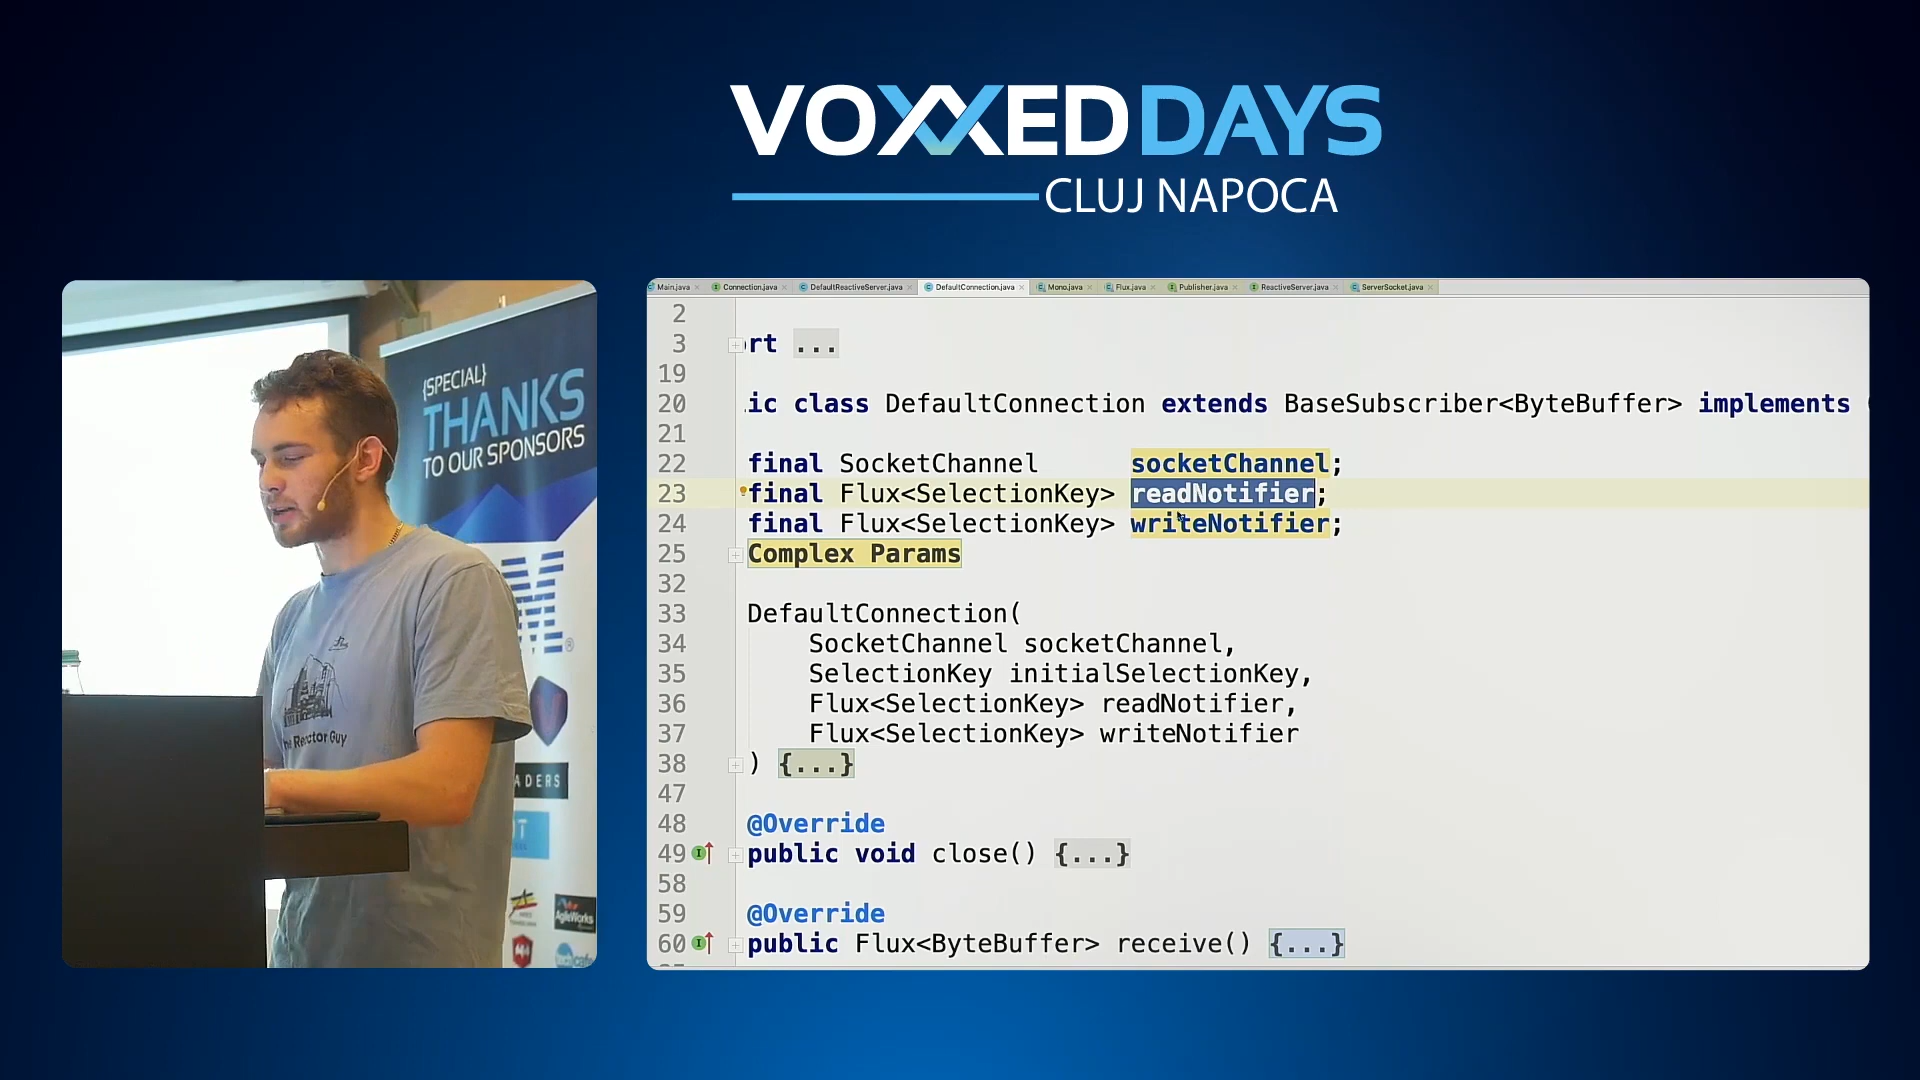 VOXXEDDAYS
CLUJ NAPOCA
{SPECIAL}
THANKS
TO OUR SPONSORS
Reactor Guy
ADERS
AgileWorks
Main.java Connection.java DefaultReactiveServer.java DefaultConnection.java Mono.java Flux.java Publisher.java ReactiveServer.java ServerSocket.java
2
3 rt ...
19
20 ic class DefaultConnection extends BaseSubscriber<ByteBuffer> implements
21
22 final SocketChannel socketChannel;
23 final Flux<SelectionKey> readNotifier;
24 final Flux<SelectionKey> writeNotifier;
25 Complex Params
32
33 DefaultConnection(
34 SocketChannel socketChannel,
35 SelectionKey initialSelectionKey,
36 Flux<SelectionKey> readNotifier,
37 Flux<SelectionKey> writeNotifier
38 ) {...}
47
48 @Override
49 public void close() {...}
58
59 @Override
60 public Flux<ByteBuffer> receive() {...}